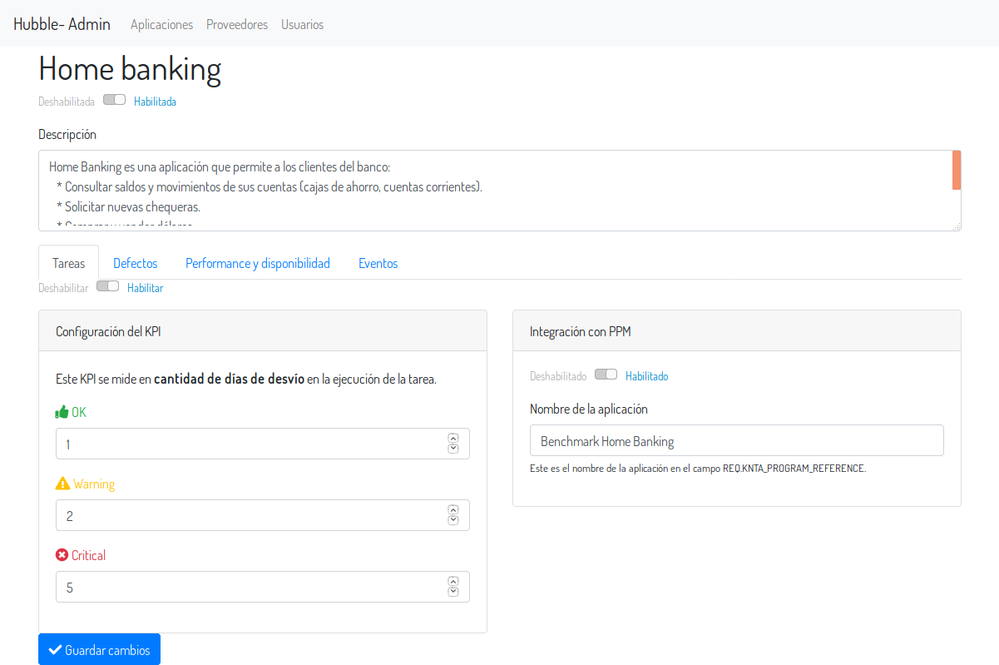 Hubble- Admin Aplicaciones Proveedores Usuarios
Home banking
Deshabilitada Habilitada
Descripción
Home Banking es una aplicación que permite a los clientes del banco:
* Consultar saldos y movimientos de sus cuentas (cajas de ahorro, cuentas corrientes).
* Solicitar nuevas chequeras.
* Comprar y vender dólares.
Tareas Defectos Performance y disponibilidad Eventos
Deshabilitar Habilitar
Configuración del KPI
Este KPI se mide en cantidad de días de desvío en la ejecución de la tarea.
OK
1
Warning
2
Critical
5
Integración con PPM
Deshabilitado Habilitado
Nombre de la aplicación
Benchmark Home Banking
Este es el nombre de la aplicación en el campo REQ.KNTA_PROGRAM_REFERENCE.
Guardar cambios